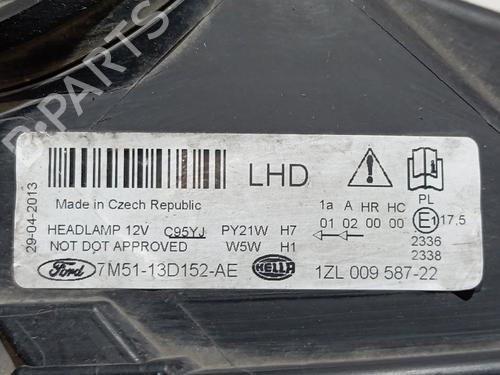 B-PARTS
29-04-2013
LHD
Made in Czech Republic
HEADLAMP 12V C95YJ PY21W H7
NOT DOT APPROVED W5W H1
1a A HR HC PL
01 02 00 00 E1 17,5
2336
2338
Ford 7M51-13D152-AE HELLA 1ZL 009 587-22